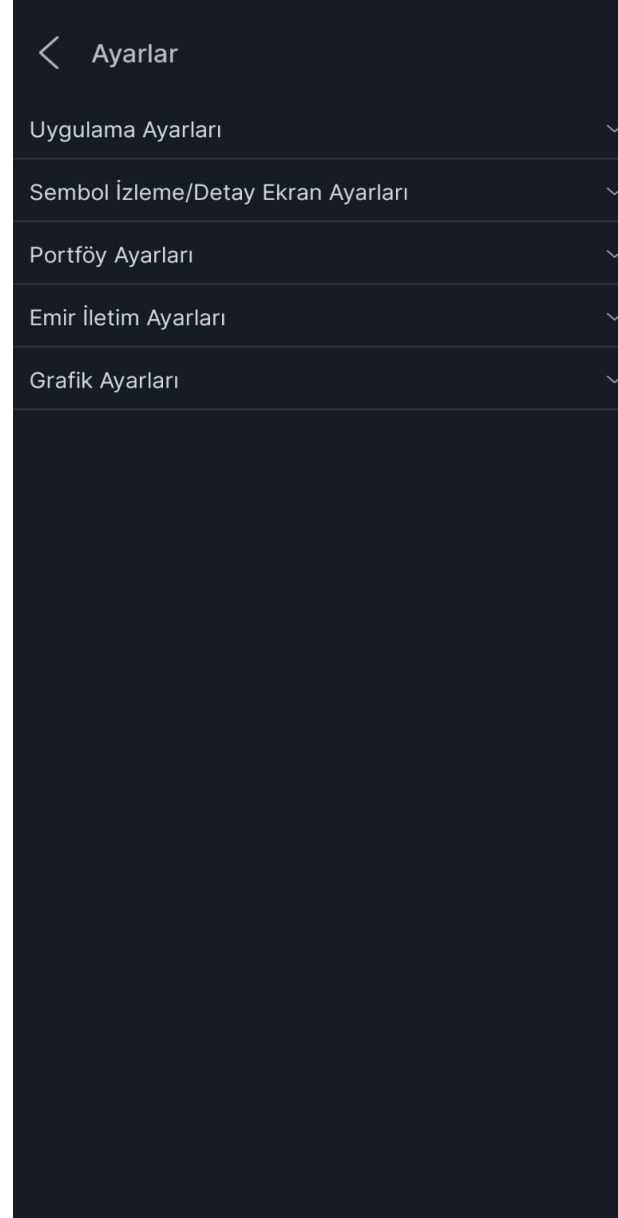 Ayarlar
Uygulama Ayarları
Sembol İzleme/Detay Ekran Ayarları
Portföy Ayarları
Emir İletim Ayarları
Grafik Ayarları